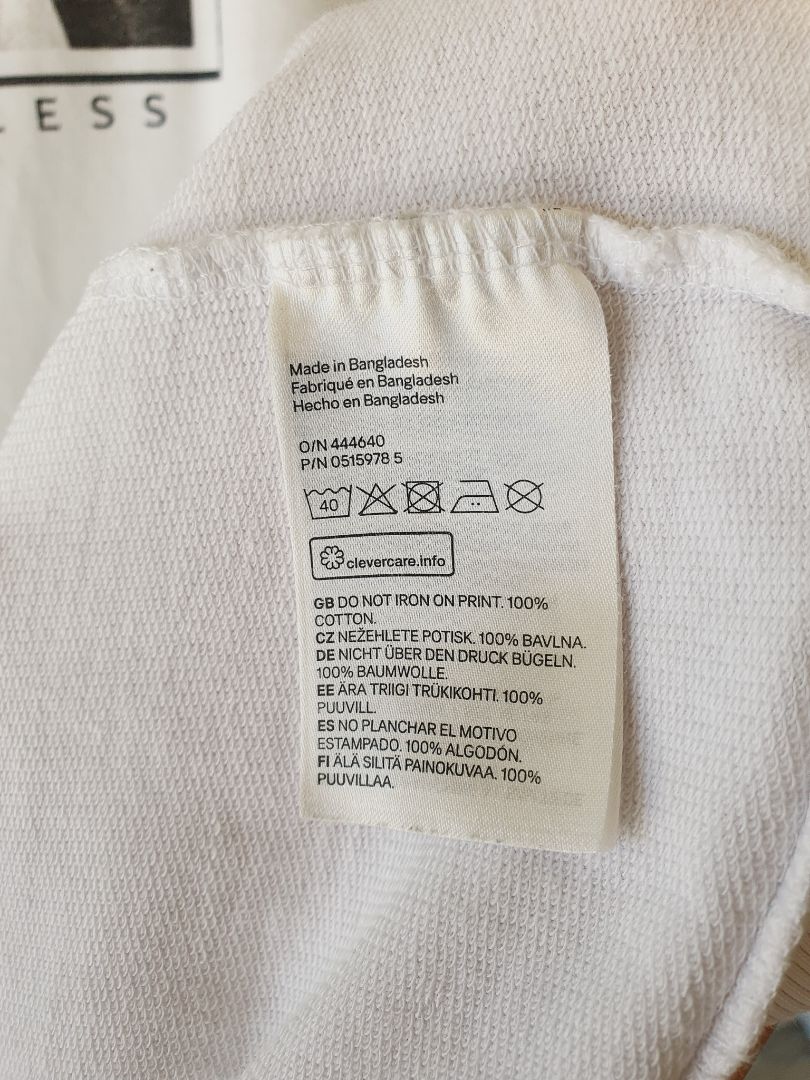 ESS
Made in Bangladesh
Fabriqué en Bangladesh
Hecho en Bangladesh
O/N 444640
P/N 0515978 5
40
clevercare.info
GB DO NOT IRON ON PRINT. 100%
COTTON.
CZ NEŽEHLETE POTISK. 100% BAVLNA.
DE NICHT ÜBER DEN DRUCK BÜGELN.
100% BAUMWOLLE.
EE ÄRA TRIIGI TRÜKIKOHTI. 100%
PUUVILL.
ES NO PLANCHAR EL MOTIVO
ESTAMPADO. 100% ALGODÓN.
FI ÄLÄ SILITÄ PAINOKUVAA. 100%
PUUVILLAA.